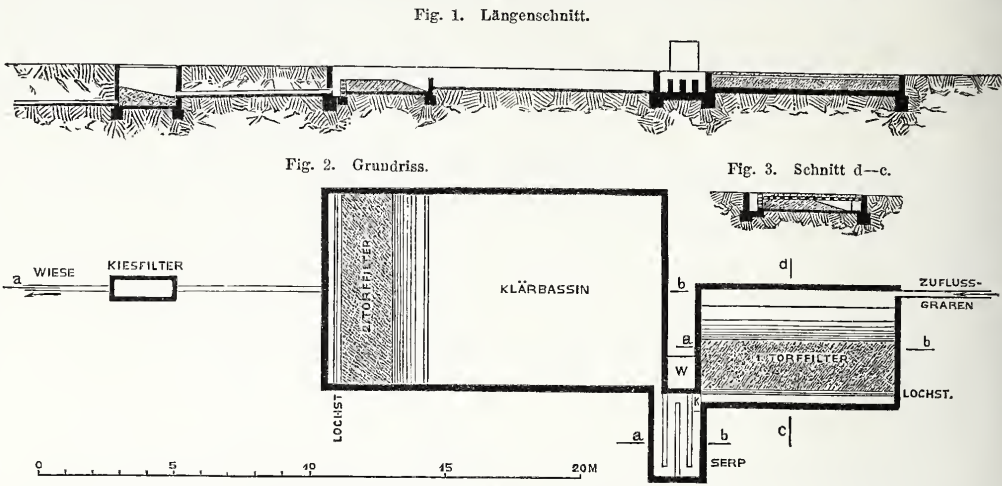 Fig. 1. Längenschnitt.
Fig. 2. Grundriss.
Fig. 3. Schnitt d—c.
a WIESE
KIESFILTER
2. TORFFILTER
KLÄRBASSIN
LOCHST
d
b
a
W
K
ZUFLUSS-
GRABEN
b
1. TORFFILTER
LOCHST.
a
b
c
SERP
0 5 10 15 20 M